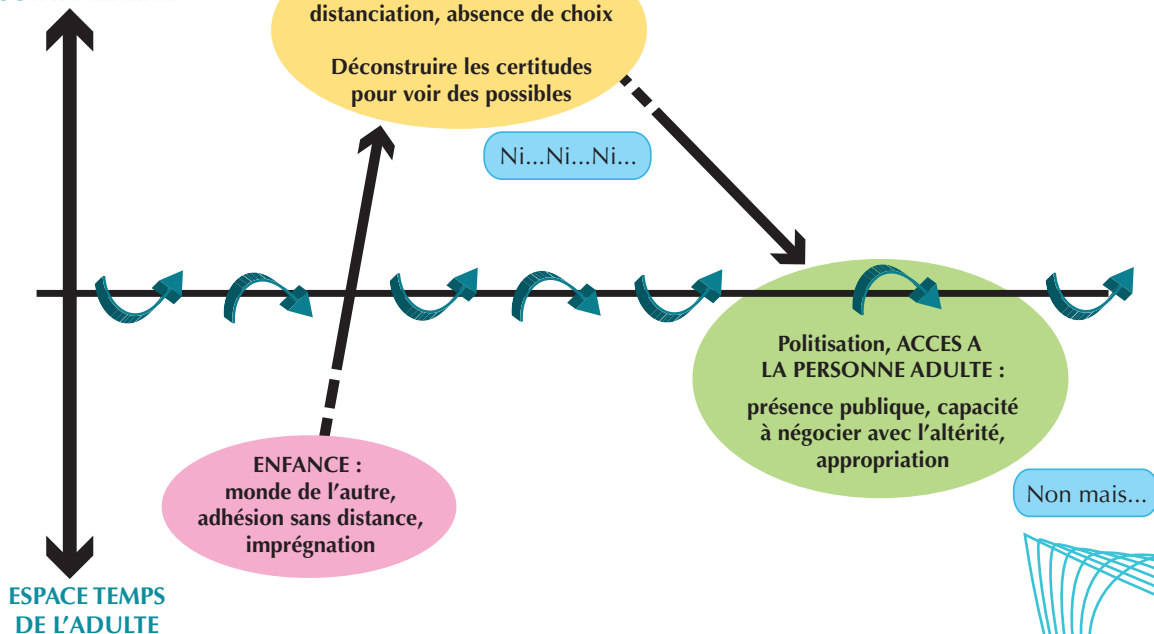 distanciation, absence de choix
Déconstruire les certitudes
pour voir des possibles
Ni...Ni...Ni...
Politisation, ACCES A
LA PERSONNE ADULTE :
présence publique, capacité
à négocier avec l'altérité,
appropriation
ENFANCE :
monde de l'autre,
adhésion sans distance,
imprégnation
Non mais...
ESPACE TEMPS
DE L'ADULTE